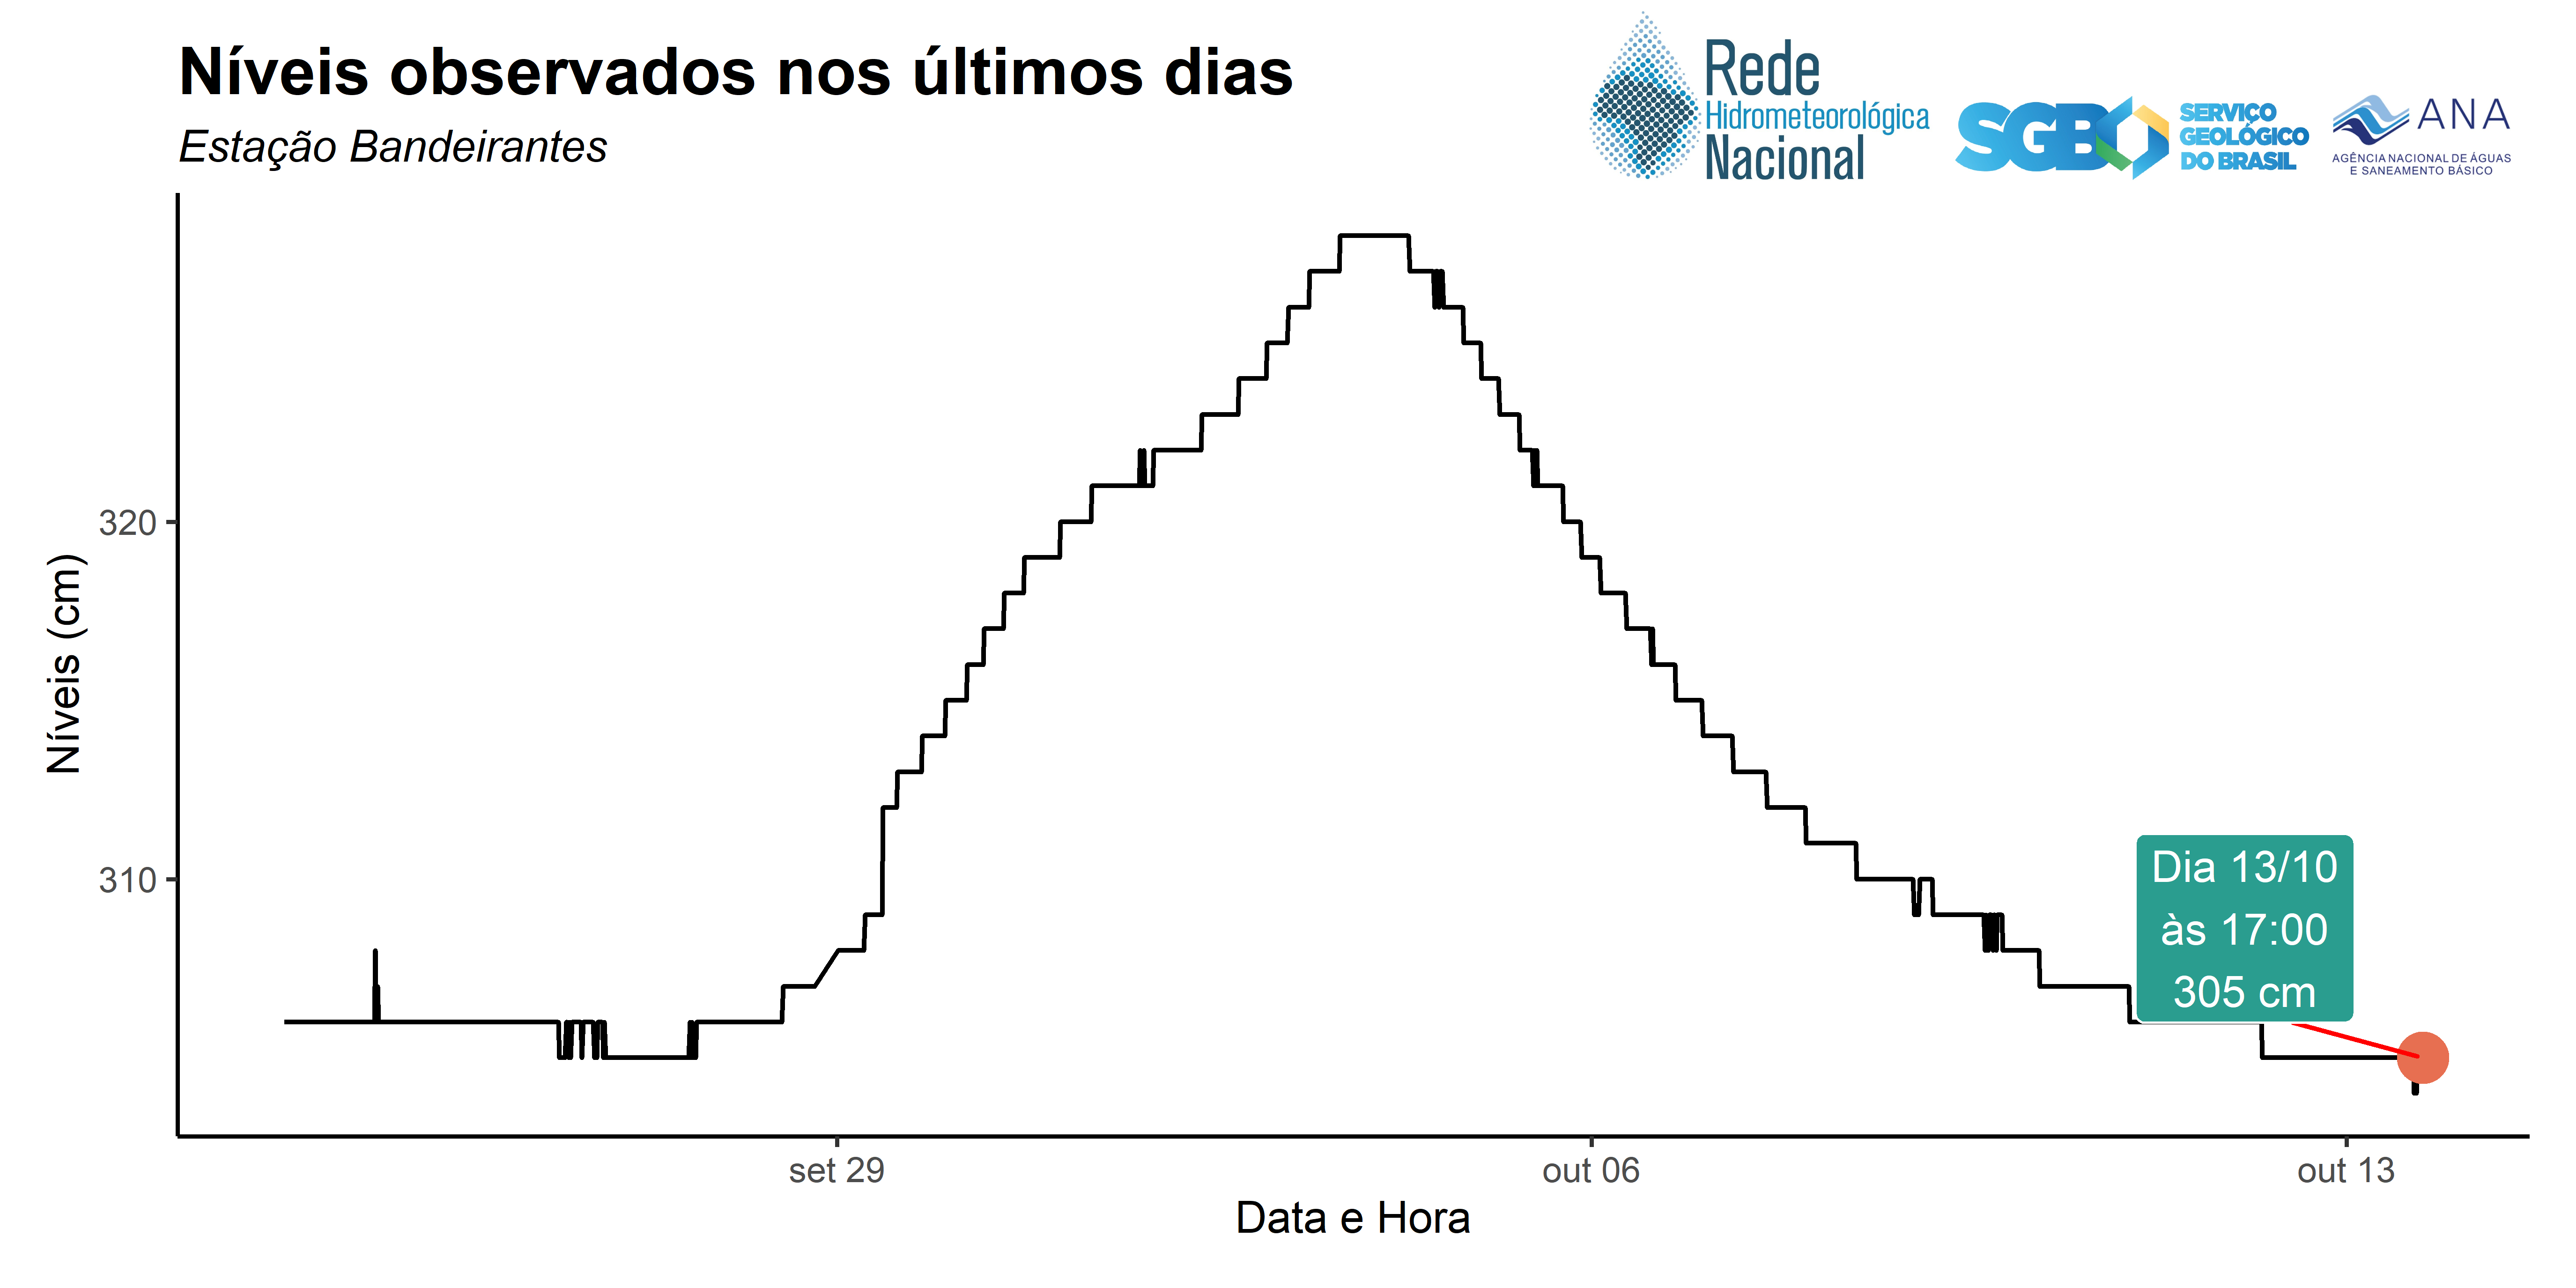 Níveis observados nos últimos dias
Estação Bandeirantes
Rede
Hidrometeorológica
Nacional
SGB
SERVIÇO
GEOLÓGICO
DO BRASIL
ANA
AGÊNCIA NACIONAL DE ÁGUAS
E SANEAMENTO BÁSICO
Níveis (cm)
320
310
Dia 13/10
às 17:00
305 cm
set 29
out 06
out 13
Data e Hora